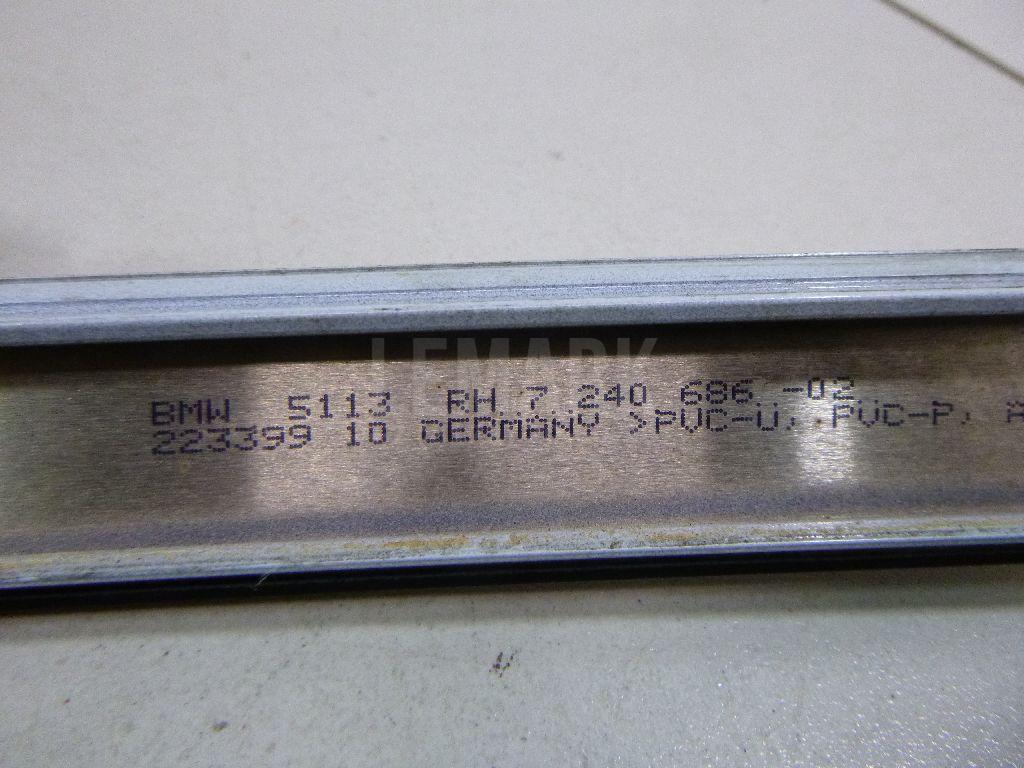 LEMARK
BMW 5113 RH 7 240 686 -02
223399 10 GERMANY >PVC-U, PVC-P,